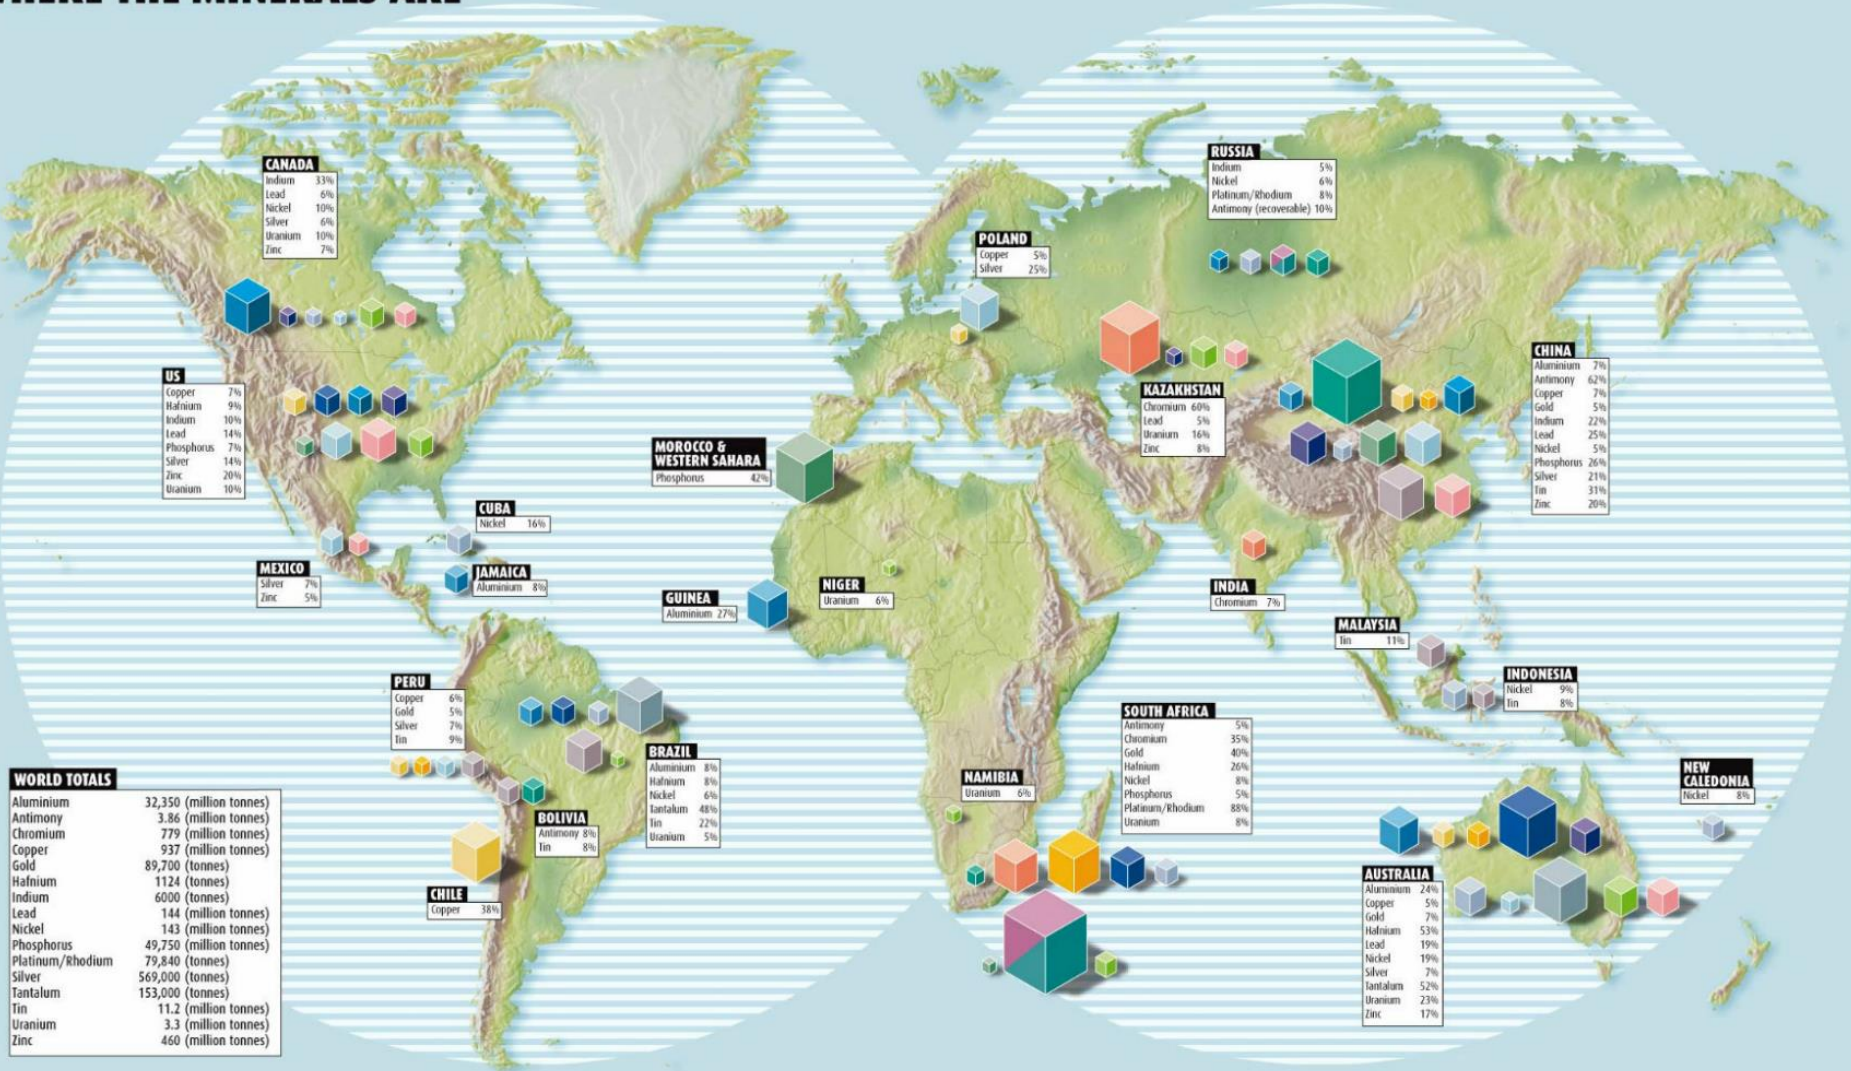 WHERE THE MINERALS ARE
CANADA
Indium 33%
Lead 6%
Nickel 10%
Silver 6%
Uranium 10%
Zinc 7%
RUSSIA
Indium 5%
Nickel 6%
Platinum/Rhodium 8%
Antimony (recoverable) 10%
POLAND
Copper 5%
Silver 25%
US
Copper 7%
Hafnium 9%
Indium 10%
Lead 14%
Phosphorus 7%
Silver 14%
Zinc 20%
Uranium 10%
KAZAKHSTAN
Chromium 60%
Lead 5%
Uranium 16%
Zinc 8%
CHINA
Aluminium 7%
Antimony 62%
Copper 7%
Gold 5%
Indium 22%
Lead 25%
Nickel 5%
Phosphorus 26%
Silver 21%
Tin 31%
Zinc 20%
MOROCCO &
WESTERN SAHARA
Phosphorus 42%
CUBA
Nickel 16%
MEXICO
Silver 7%
Zinc 5%
JAMAICA
Aluminium 8%
GUINEA
Aluminium 27%
NIGER
Uranium 6%
INDIA
Chromium 7%
MALAYSIA
Tin 11%
INDONESIA
Nickel 9%
Tin 8%
PERU
Copper 6%
Gold 5%
Silver 7%
Tin 9%
BRAZIL
Aluminium 8%
Hafnium 8%
Nickel 6%
Tantalum 48%
Tin 22%
Uranium 5%
SOUTH AFRICA
Antimony 5%
Chromium 35%
Gold 40%
Hafnium 26%
Nickel 8%
Phosphorus 5%
Platinum/Rhodium 88%
Uranium 8%
NAMIBIA
Uranium 6%
NEW
CALEDONIA
Nickel 8%
BOLIVIA
Antimony 8%
Tin 8%
CHILE
Copper 38%
AUSTRALIA
Aluminium 24%
Copper 5%
Gold 7%
Hafnium 53%
Lead 19%
Nickel 19%
Silver 7%
Tantalum 52%
Uranium 23%
Zinc 17%
WORLD TOTALS
Aluminium 32,350 (million tonnes)
Antimony 3.86 (million tonnes)
Chromium 779 (million tonnes)
Copper 937 (million tonnes)
Gold 89,700 (tonnes)
Hafnium 1124 (tonnes)
Indium 6000 (tonnes)
Lead 144 (million tonnes)
Nickel 143 (million tonnes)
Phosphorus 49,750 (million tonnes)
Platinum/Rhodium 79,840 (tonnes)
Silver 569,000 (tonnes)
Tantalum 153,000 (tonnes)
Tin 11.2 (million tonnes)
Uranium 3.3 (million tonnes)
Zinc 460 (million tonnes)